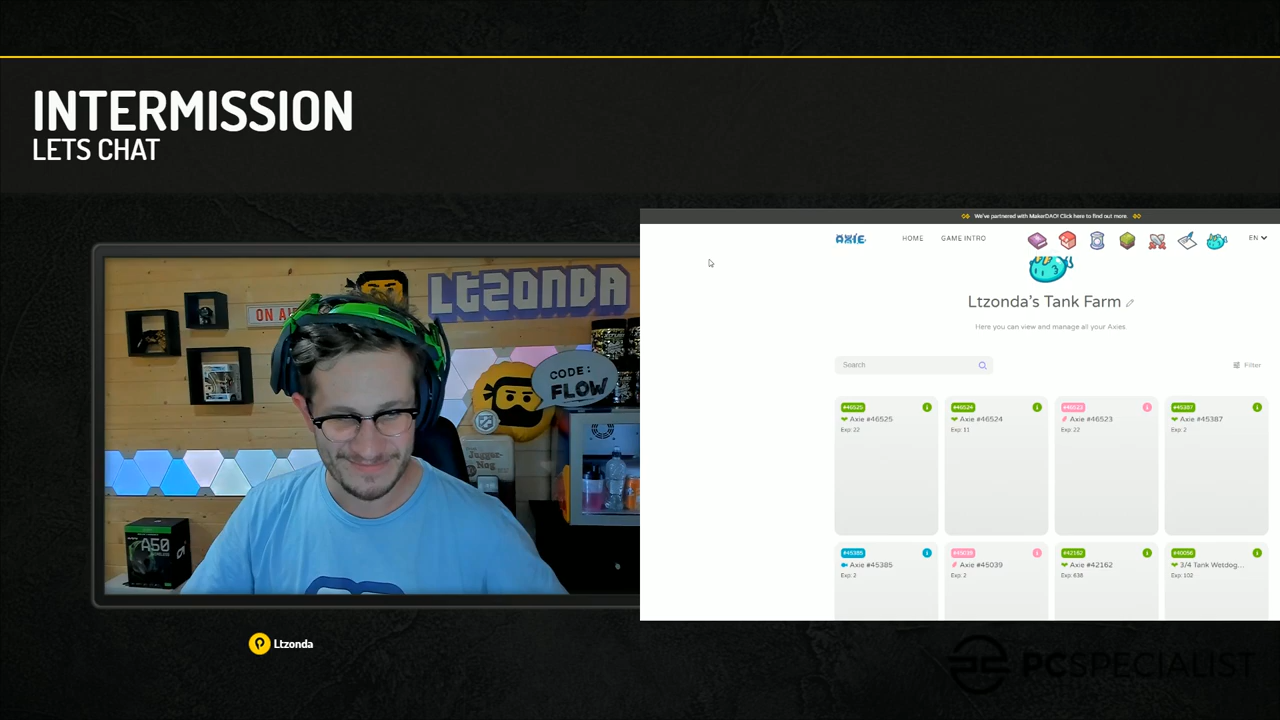 INTERMISSION
LETS CHAT
We've partnered with MakerDAO! Click here to find out more.
AXIE
HOME
GAME INTRO
EN
Ltzonda's Tank Farm
Here you can view and manage all your Axies
Search
Filter
#46525
Axie #46525
Exp: 22
#46524
Axie #46524
Exp: 11
#46523
Axie #46523
Exp: 22
#45387
Axie #45387
Exp: 2
#45385
Axie #45385
Exp: 2
#45039
Axie #45039
Exp: 2
#42162
Axie #42162
Exp: 638
#40056
3/4 Tank Wetdog...
Exp: 102
LTZONDA
ON AI
CODE:
FLOW
Jugger-
Nog
A50
Ltzonda
PCSPECIALIST